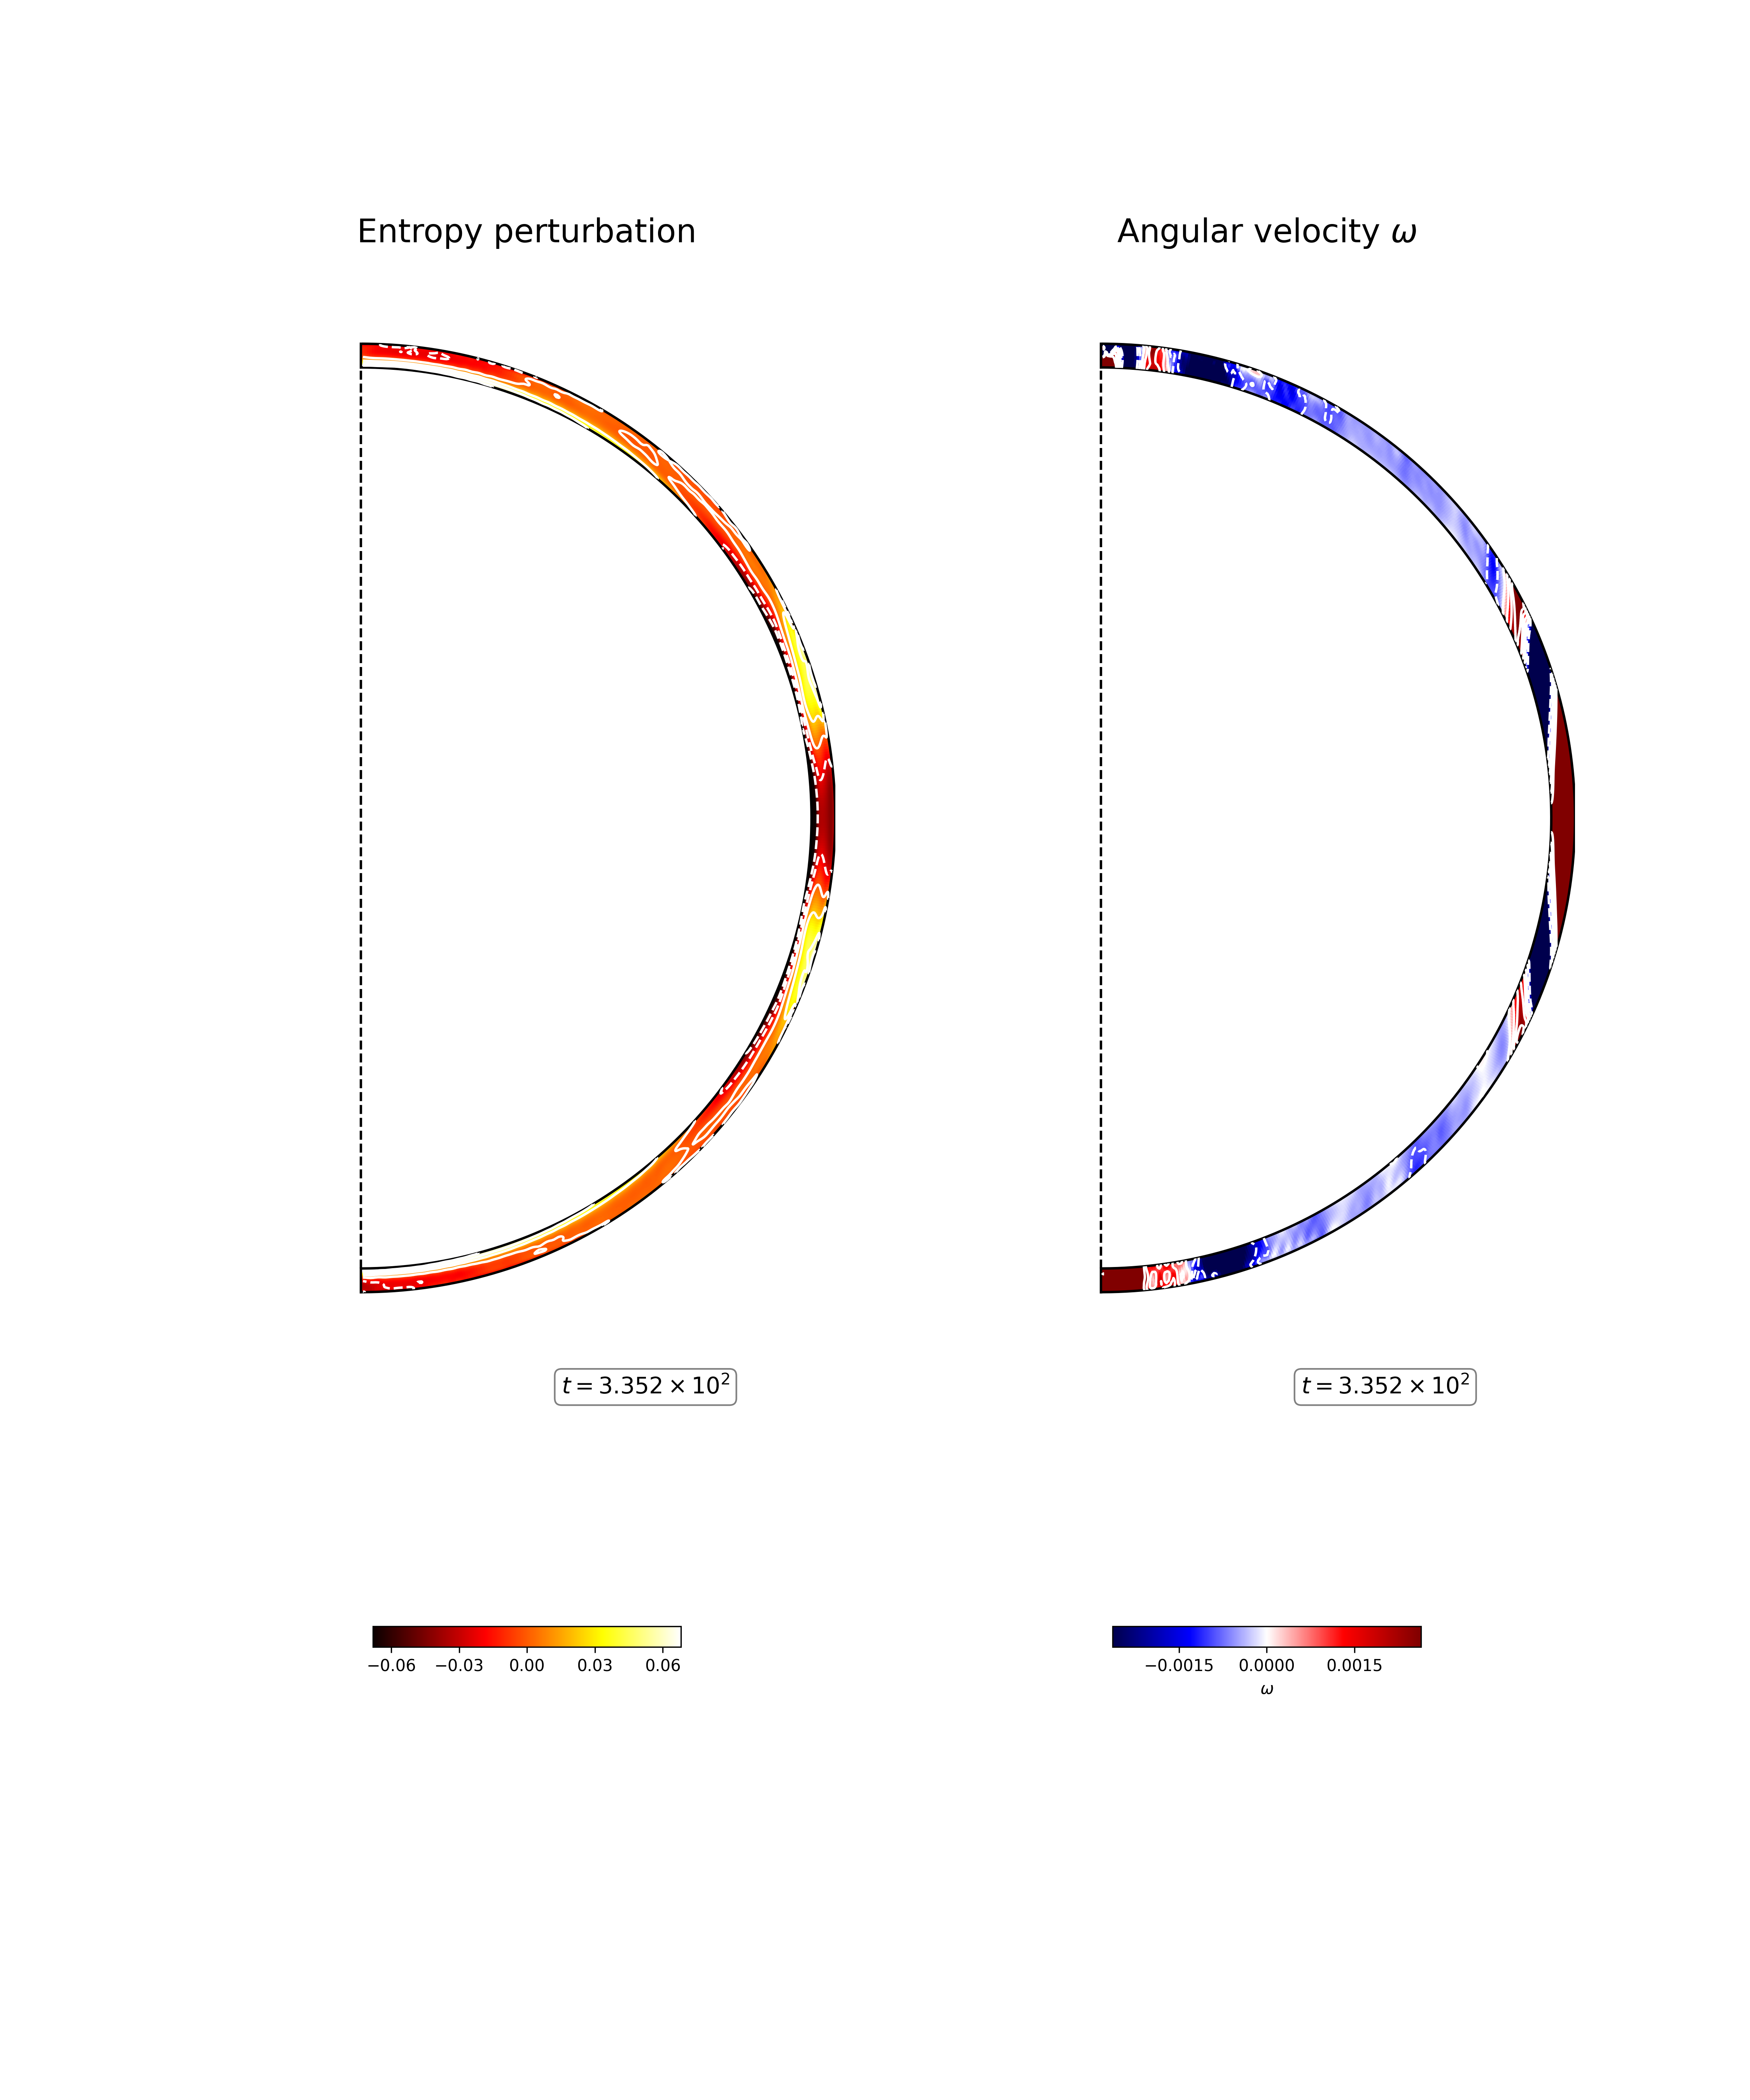 Entropy perturbation
Angular velocity ω
t = 3.352 × 10²
t = 3.352 × 10²
−0.06 −0.03 0.00 0.03 0.06
−0.0015 0.0000 0.0015
ω